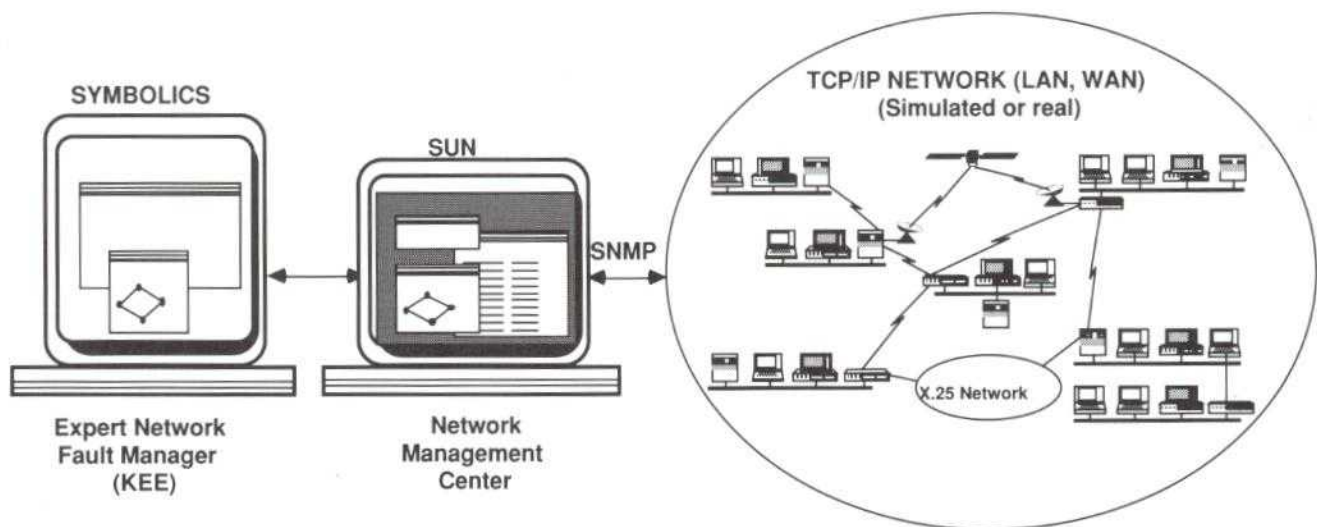 SYMBOLICS
Expert Network
Fault Manager
(KEE)
SUN
Network
Management
Center
SNMP
TCP/IP NETWORK (LAN, WAN)
(Simulated or real)
X.25 Network